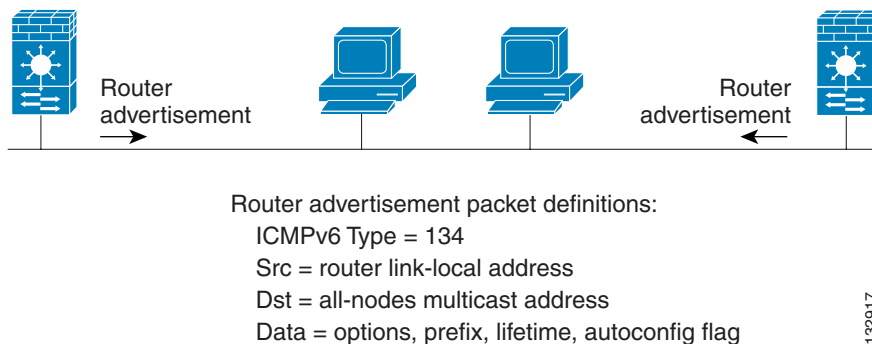 Router
advertisement
Router
advertisement
Router advertisement packet definitions:
ICMPv6 Type = 134
Src = router link-local address
Dst = all-nodes multicast address
Data = options, prefix, lifetime, autoconfig flag
132917